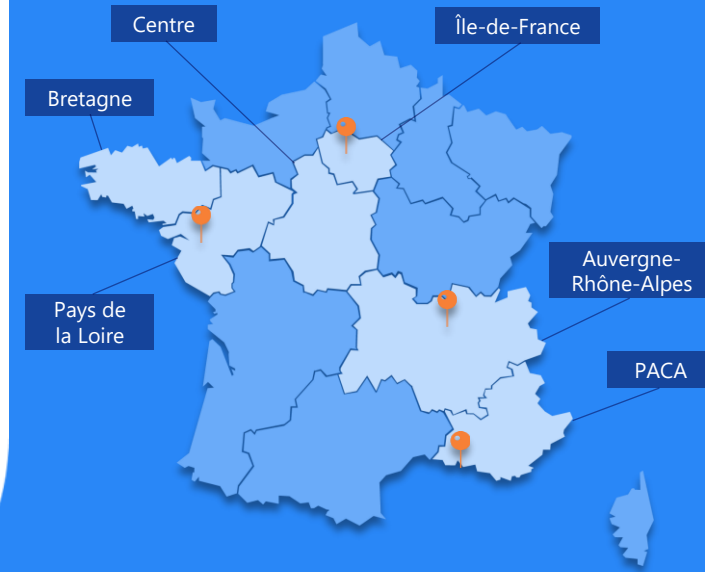 Centre
Île-de-France
Bretagne
Auvergne-
Rhône-Alpes
Pays de
la Loire
PACA